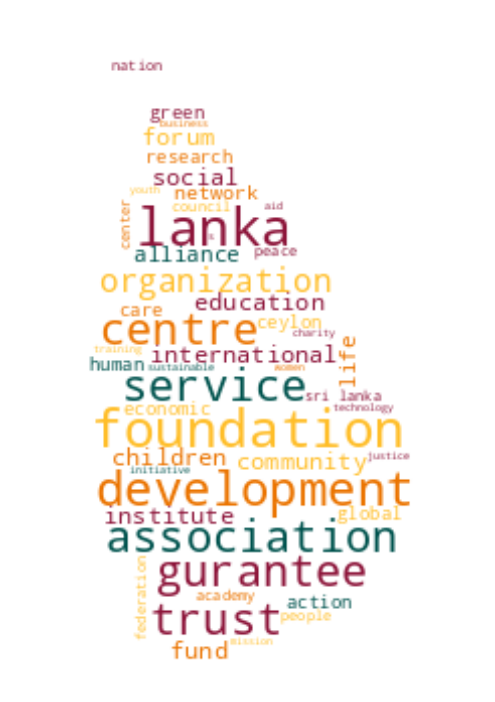 nation
green
business
forum
research
social
youth network
council aid
center
lanka
s
alliance peace
organization
education
care
centre ceylon
charity
training international
life
human sustainable women
service sri lanka
economic technology
foundation
children community justice
initiative
development
institute global
association
gurantee
federation
academy action
trust people
fund mission